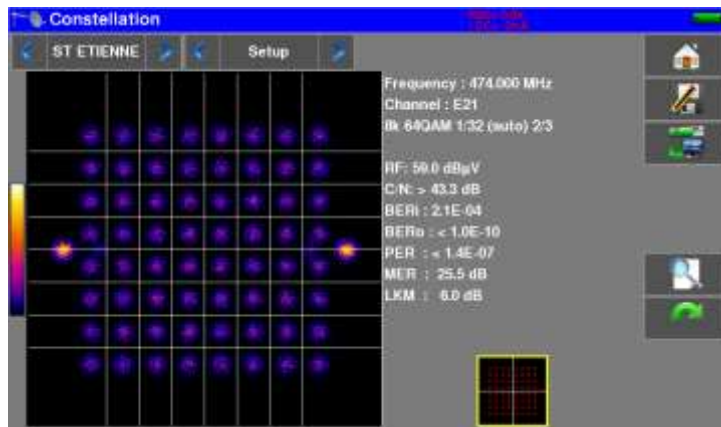 Constellation
ST ETIENNE
Setup
Frequency : 474.000 MHz
Channel : E21
8k 64QAM 1/32 (auto) 2/3
RF: 59.0 dBµV
C/N: > 43.3 dB
BERi : 2.1E-04
BERo : < 1.0E-10
PER : < 1.4E-07
MER : 25.5 dB
LKM : 6.0 dB